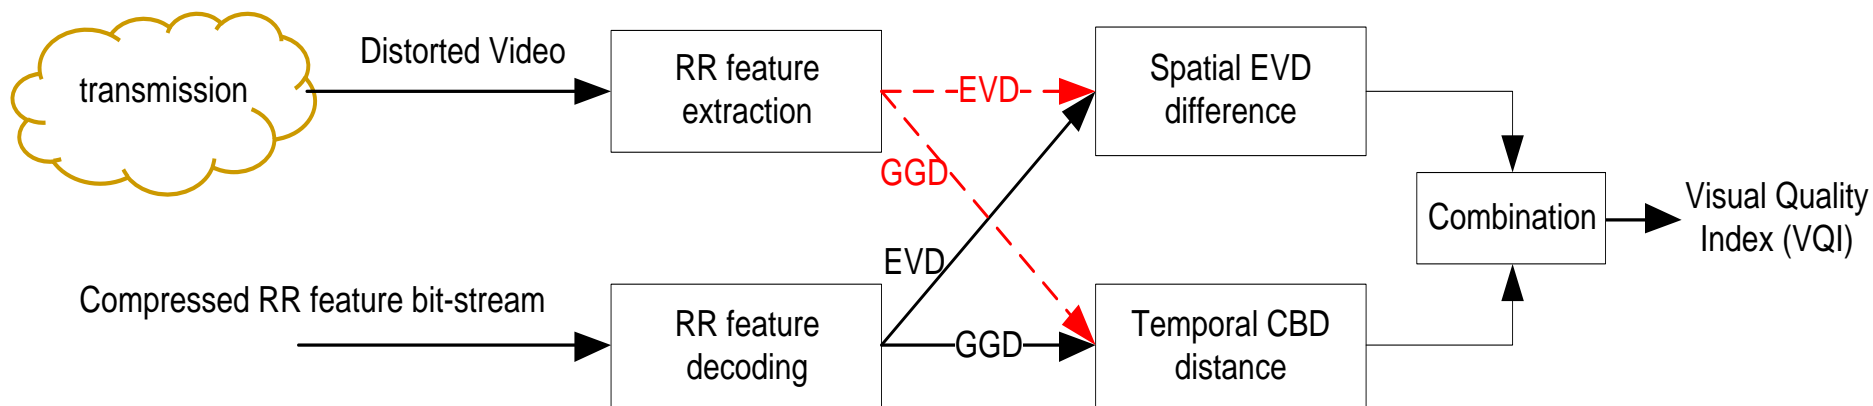 transmission
Distorted Video
RR feature
extraction
EVD
GGD
Spatial EVD
difference
Combination
Visual Quality
Index (VQI)
Compressed RR feature bit-stream
RR feature
decoding
EVD
GGD
Temporal CBD
distance